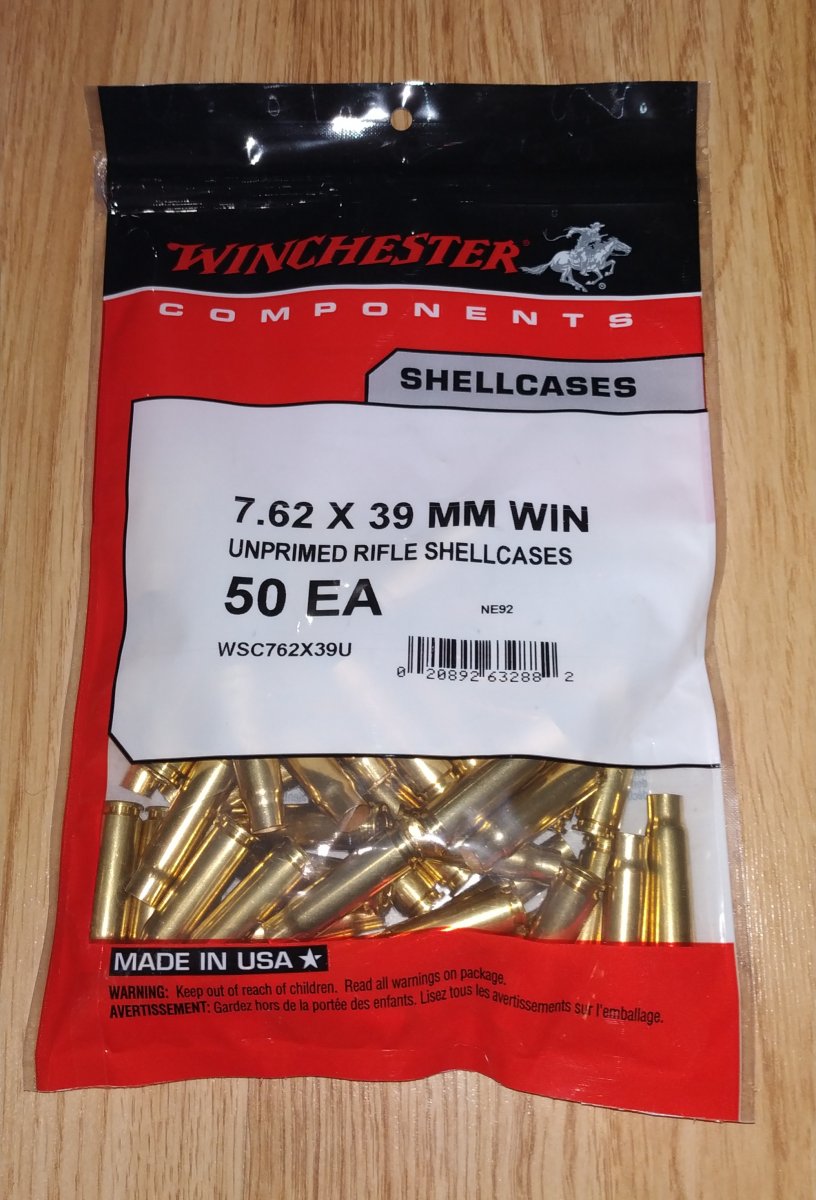 WINCHESTER®
COMPONENTS
SHELLCASES
7.62 X 39 MM WIN
UNPRIMED RIFLE SHELLCASES
50 EA
NE92
WSC762X39U
0 20892 63288 2
MADE IN USA ★
WARNING: Keep out of reach of children. Read all warnings on package.
AVERTISSEMENT: Gardez hors de la portée des enfants. Lisez tous les avertissements sur l'emballage.